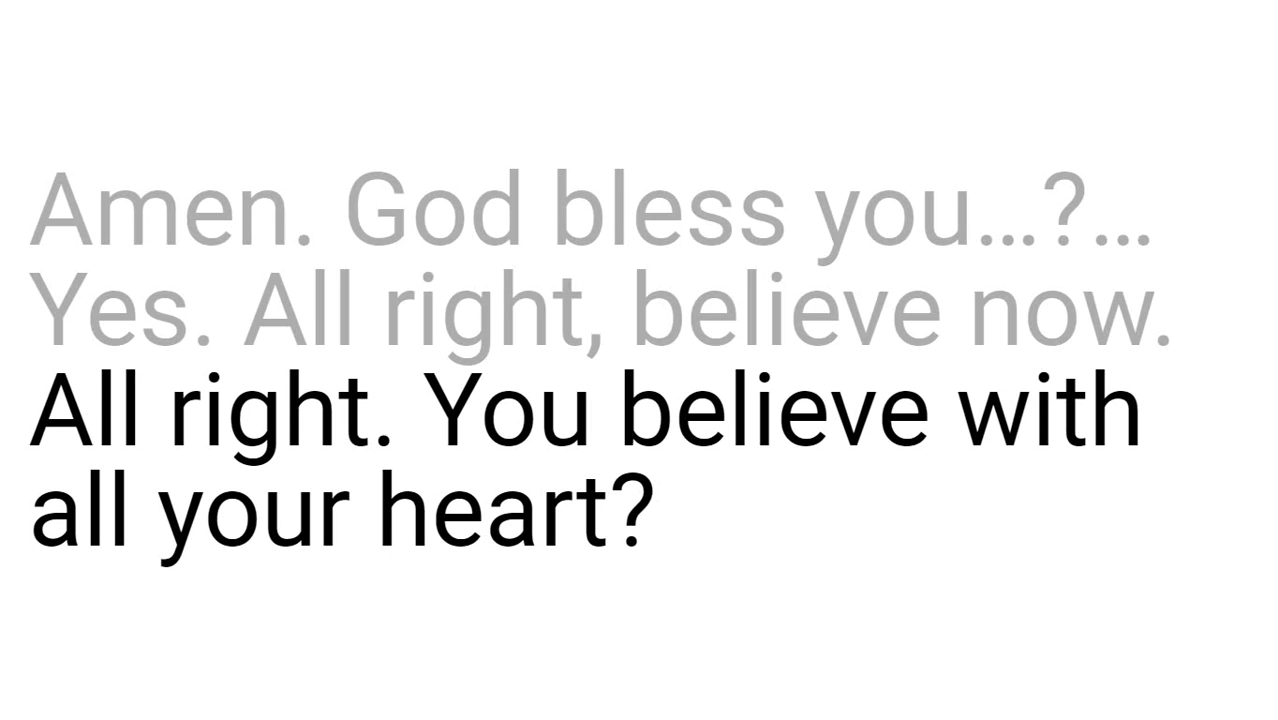 Amen. God bless you…?…
Yes. All right, believe now.
All right. You believe with
all your heart?